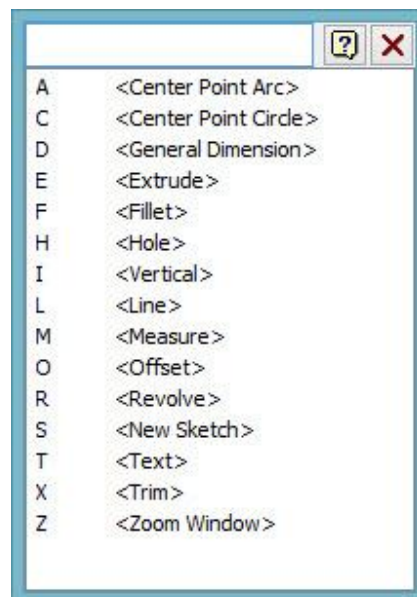 A <Center Point Arc>
C <Center Point Circle>
D <General Dimension>
E <Extrude>
F <Fillet>
H <Hole>
I <Vertical>
L <Line>
M <Measure>
O <Offset>
R <Revolve>
S <New Sketch>
T <Text>
X <Trim>
Z <Zoom Window>